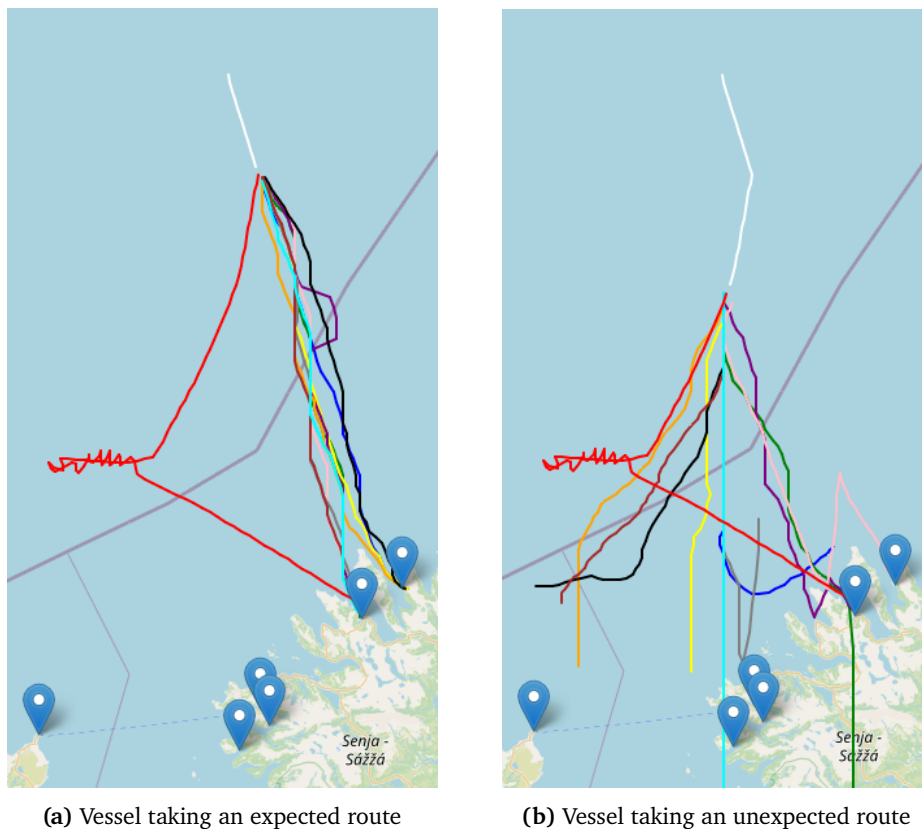 Senja -
Sážžá
Senja -
Sážžá
(a) Vessel taking an expected route
(b) Vessel taking an unexpected route